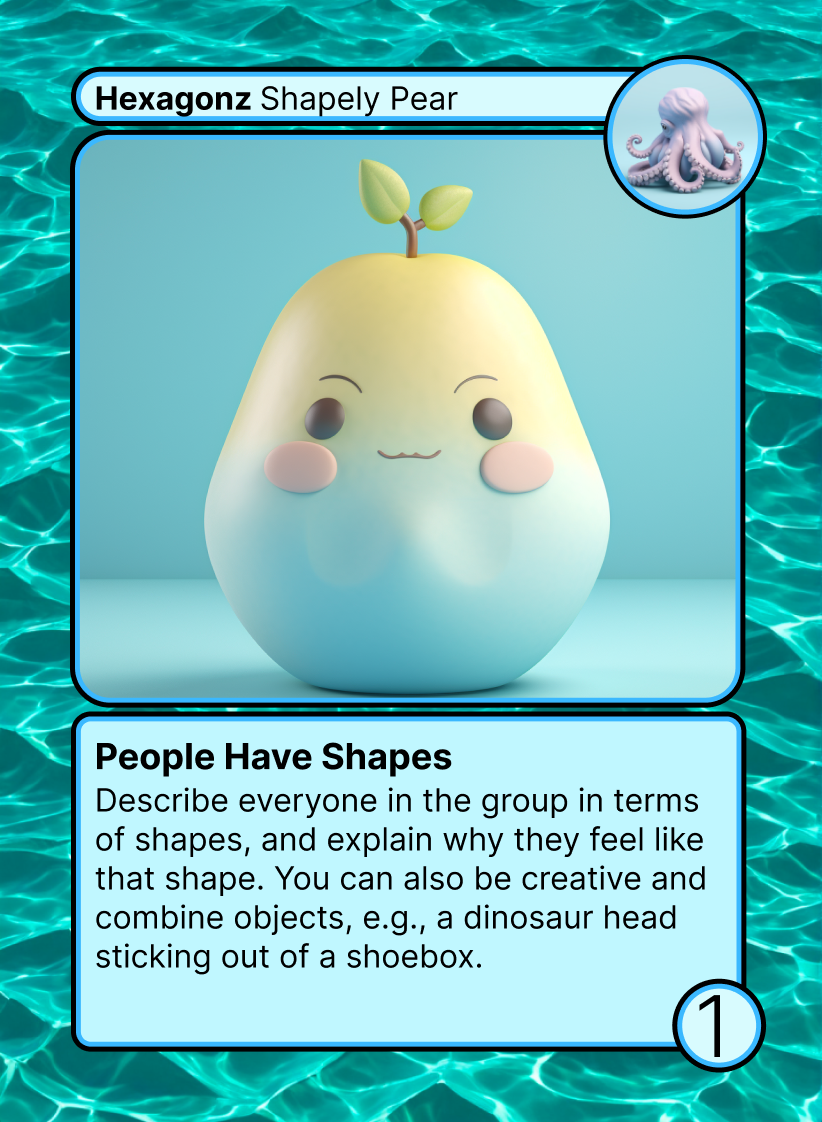 Hexagonz Shapely Pear
People Have Shapes
Describe everyone in the group in terms
of shapes, and explain why they feel like
that shape. You can also be creative and
combine objects, e.g., a dinosaur head
sticking out of a shoebox.
1